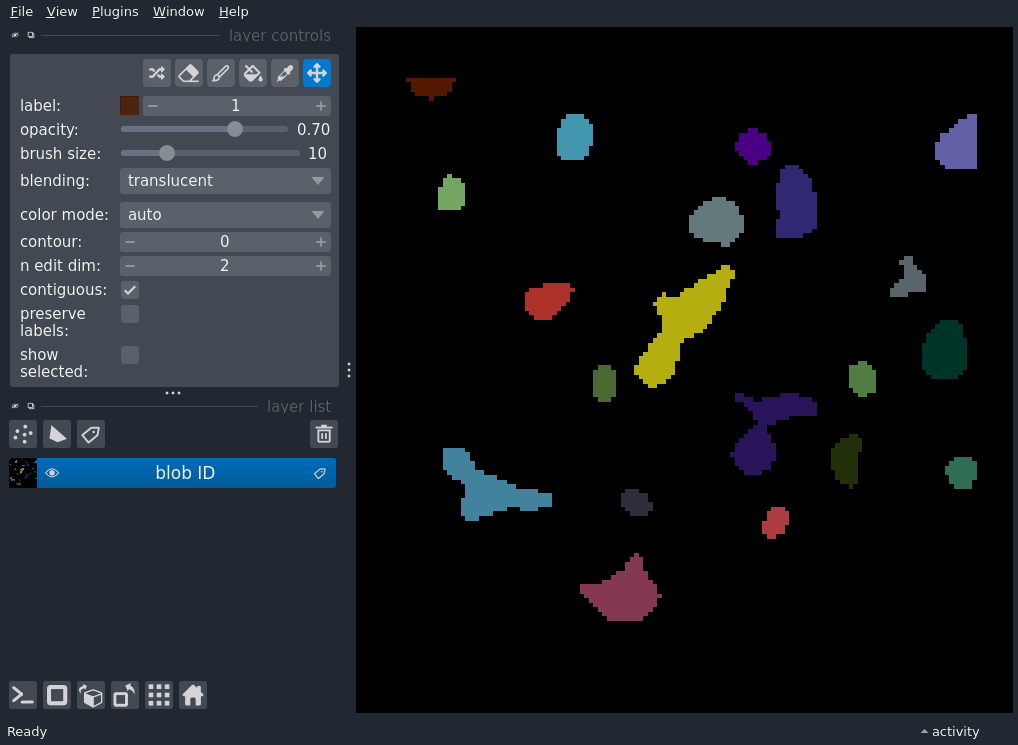 File View Plugins Window Help
layer controls
label: 1
opacity: 0.70
brush size: 10
blending: translucent
color mode: auto
contour: 0
n edit dim: 2
contiguous:
preserve
labels:
show
selected:
layer list
blob ID
Ready
activity